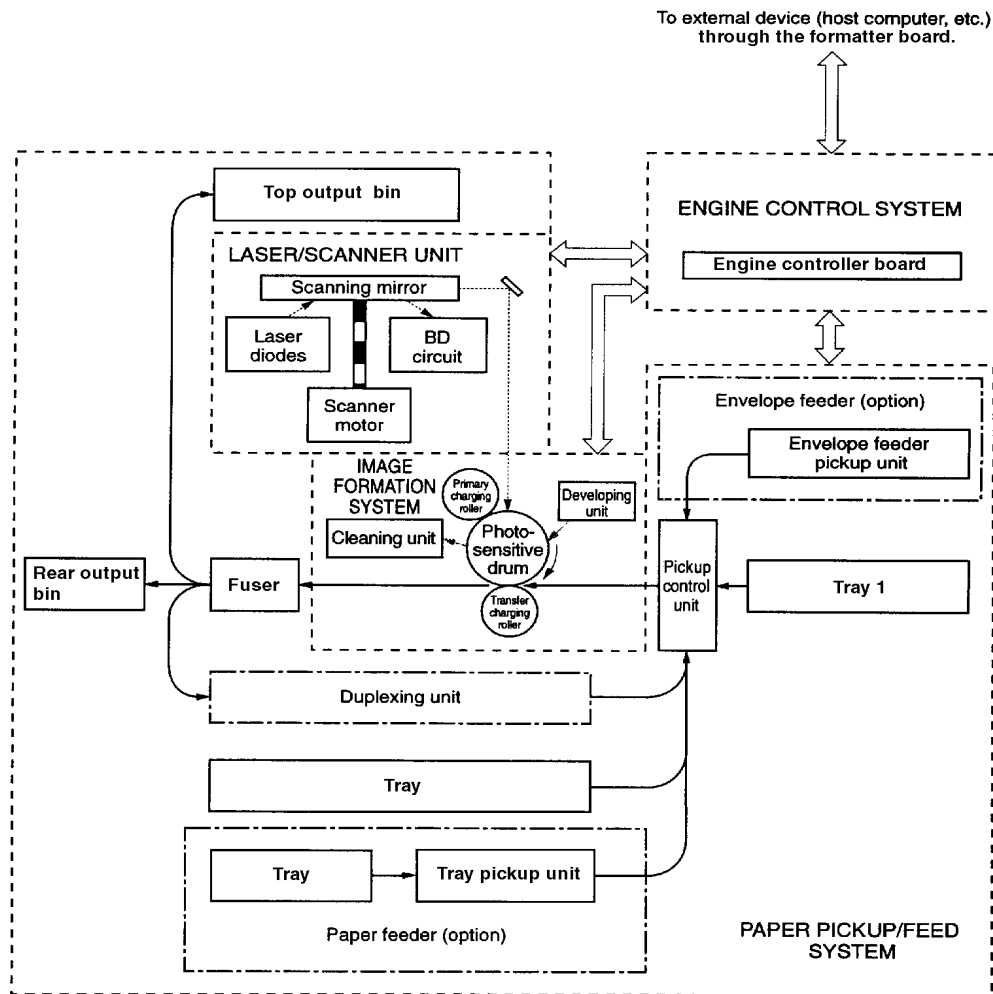 To external device (host computer, etc.)
through the formatter board.
Top output bin
ENGINE CONTROL SYSTEM
Engine controller board
LASER/SCANNER UNIT
Scanning mirror
Laser
diodes
BD
circuit
Scanner
motor
Envelope feeder (option)
Envelope feeder
pickup unit
IMAGE
FORMATION
SYSTEM
Primary
charging
roller
Developing
unit
Cleaning unit
Photo-
sensitive
drum
Transfer
charging
roller
Pickup
control
unit
Tray 1
Rear output
bin
Fuser
Duplexing unit
Tray
Tray
Tray pickup unit
Paper feeder (option)
PAPER PICKUP/FEED
SYSTEM